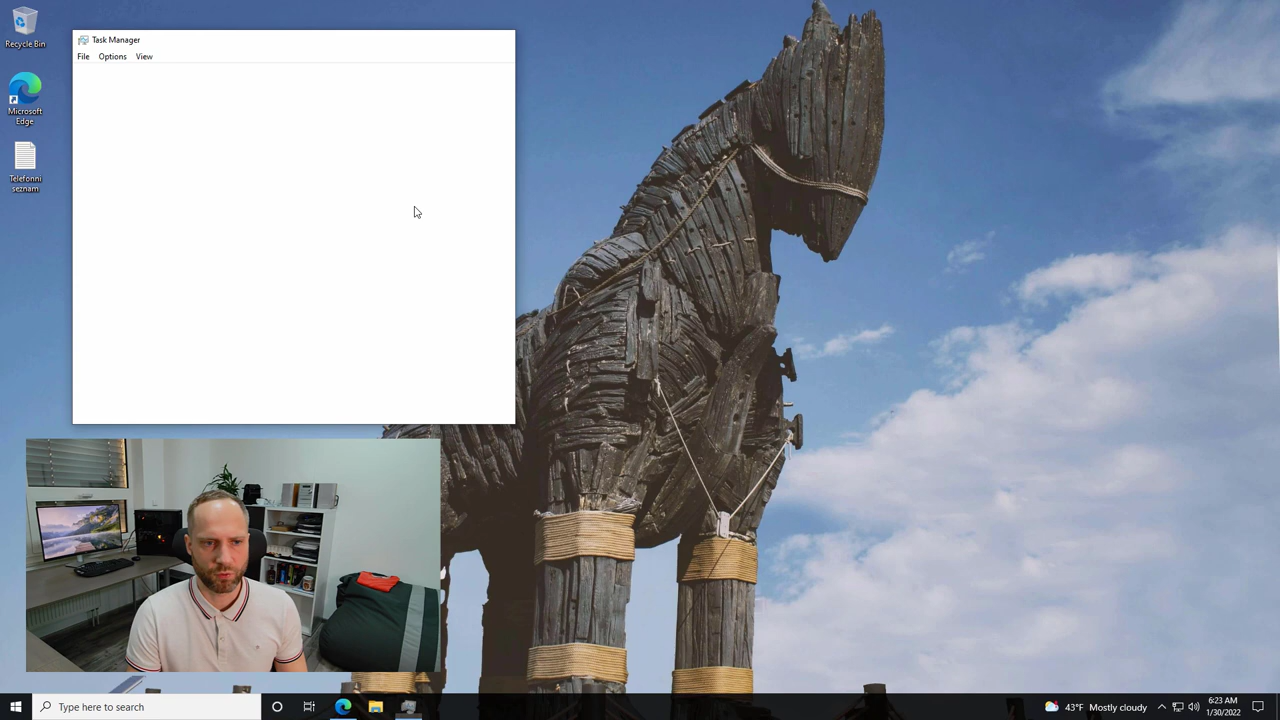 Recycle Bin
Microsoft
Edge
Telefonni
seznam
Task Manager
File Options View
Type here to search
43°F Mostly cloudy
6:23 AM
1/30/2022